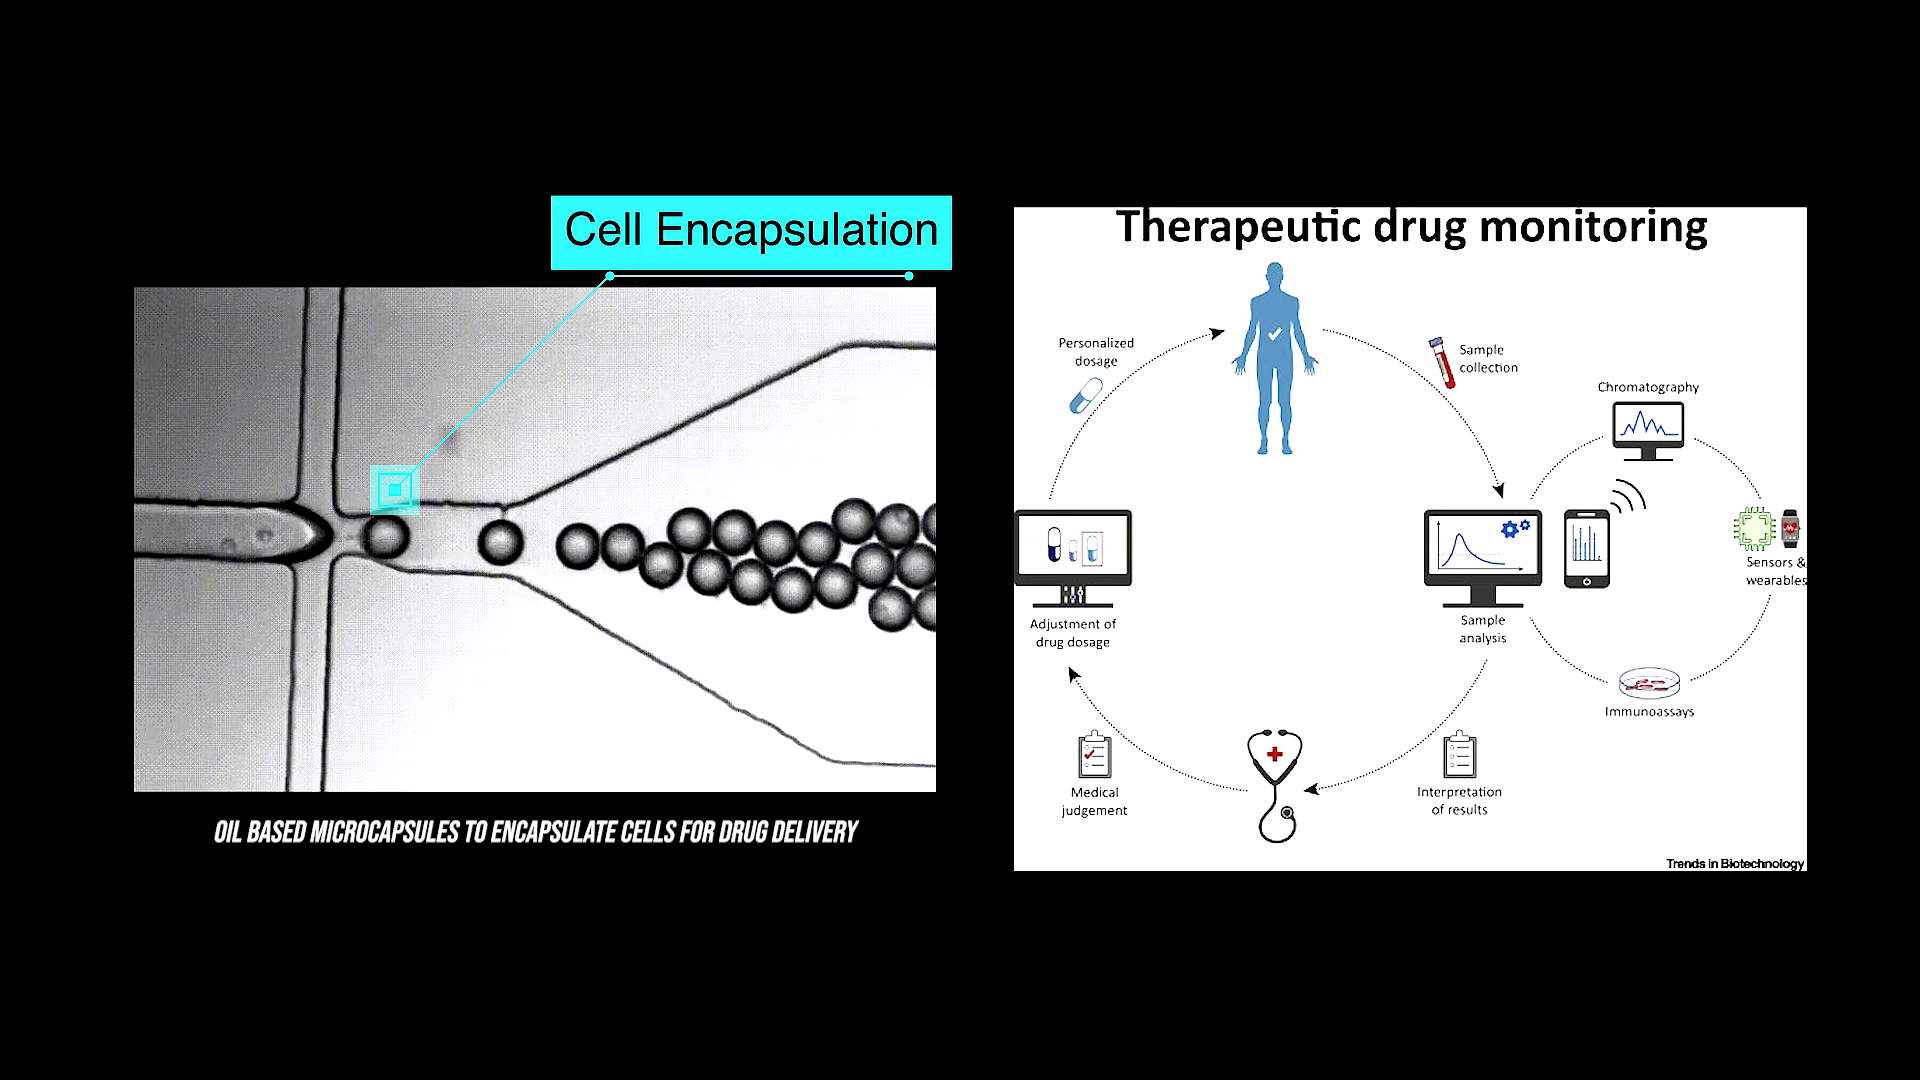 Cell Encapsulation
OIL BASED MICROCAPSULES TO ENCAPSULATE CELLS FOR DRUG DELIVERY
Therapeutic drug monitoring
Personalized
dosage
Sample
collection
Chromatography
Sensors &
wearables
Sample
analysis
Immunoassays
Adjustment of
drug dosage
Medical
judgement
Interpretation
of results
Trends in Biotechnology